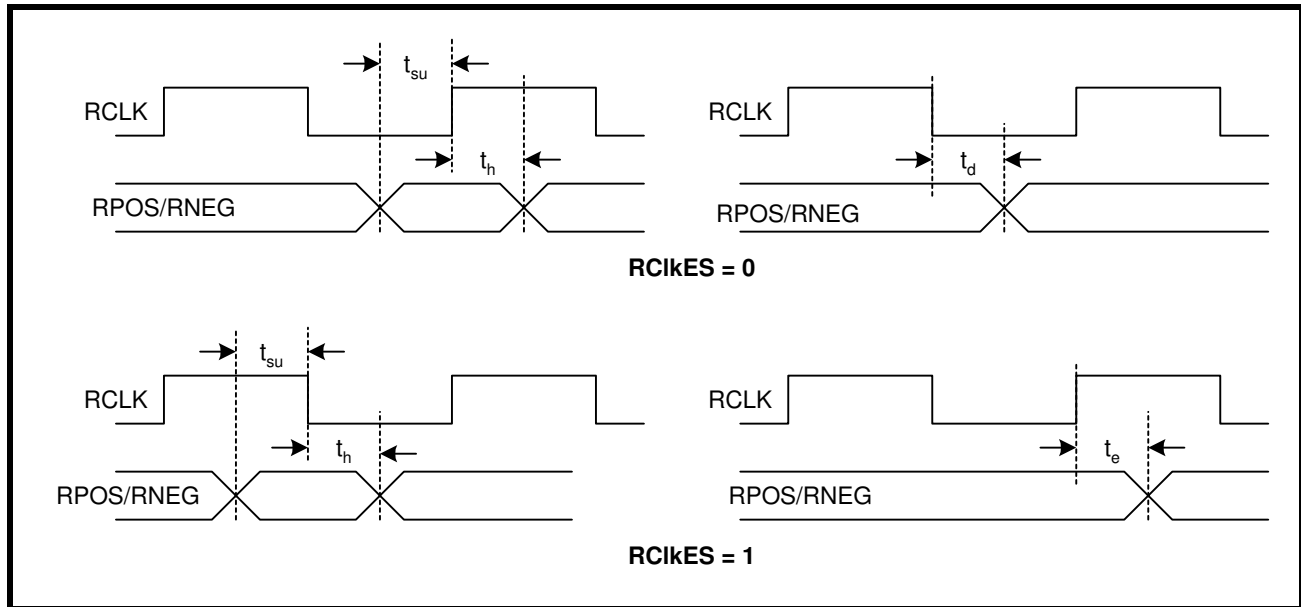 t_su
RCLK
t_h
RPOS/RNEG
RCLK
t_d
RPOS/RNEG
RClkES = 0
t_su
RCLK
t_h
RPOS/RNEG
RCLK
t_e
RPOS/RNEG
RClkES = 1